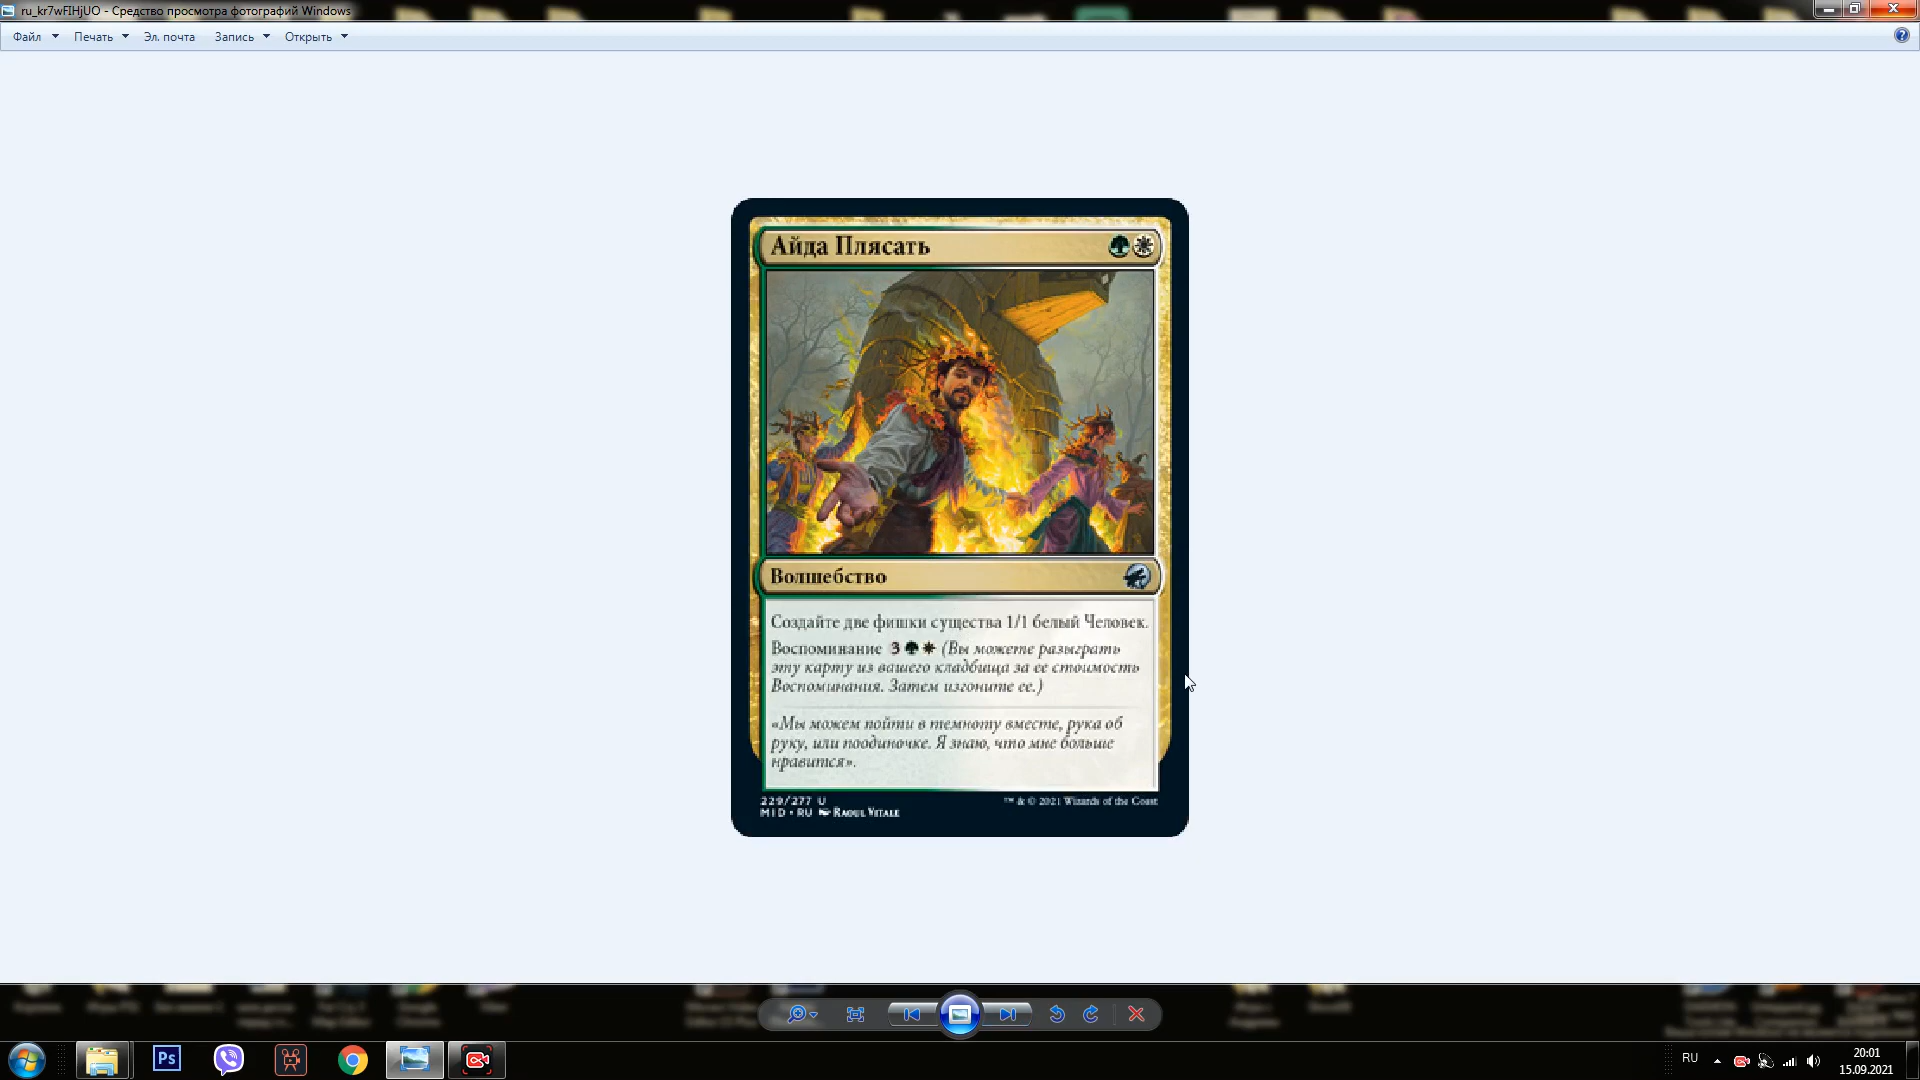 ru_kr7wFIHjUO - Средство просмотра фотографий Windows
Файл Печать Эл. почта Запись Открыть
Айда Плясать
Волшебство
Создайте две фишки существа 1/1 белый Человек.
Воспоминание 3 (Вы можете разыграть
эту карту из вашего кладбища за ее стоимость
Воспоминания. Затем изгоните ее.)
«Мы можем пойти в темноту вместе, рука об
руку, или поодиночке. Я знаю, что мне больше
нравится».
229/277 U
™ & © 2021 Wizards of the Coast
MID • RU Raoul Vitale
Ps
RU
20:01
15.09.2021